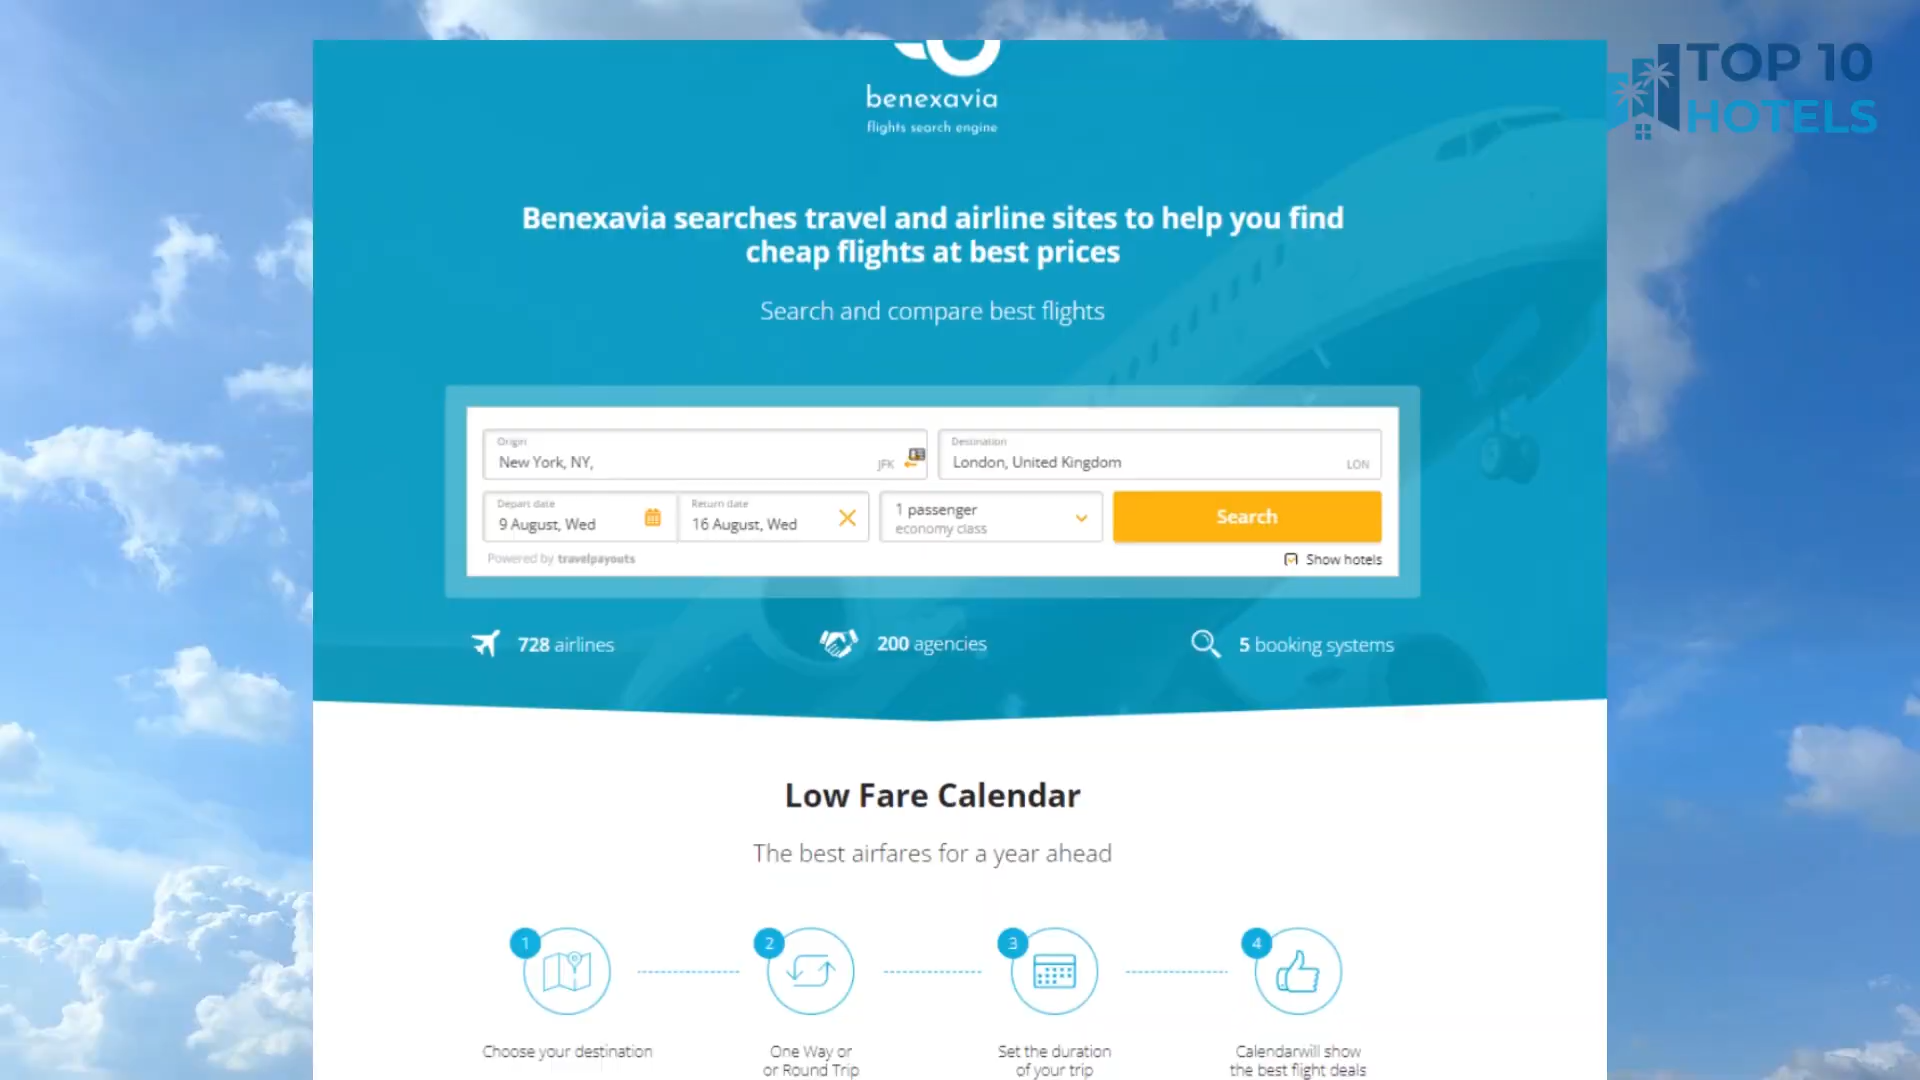 TOP 10
HOTELS
benexavia
flights search engine
Benexavia searches travel and airline sites to help you find
cheap flights at best prices
Search and compare best flights
Origin
New York, NY,
JFK
Destination
London, United Kingdom
LON
Depart date
9 August, Wed
Return date
16 August, Wed
1 passenger
economy class
Search
Powered by travelpayouts
Show hotels
728 airlines
200 agencies
5 booking systems
Low Fare Calendar
The best airfares for a year ahead
1
2
3
4
Choose your destination
One Way or
or Round Trip
Set the duration
of your trip
Calendarwill show
the best flight deals